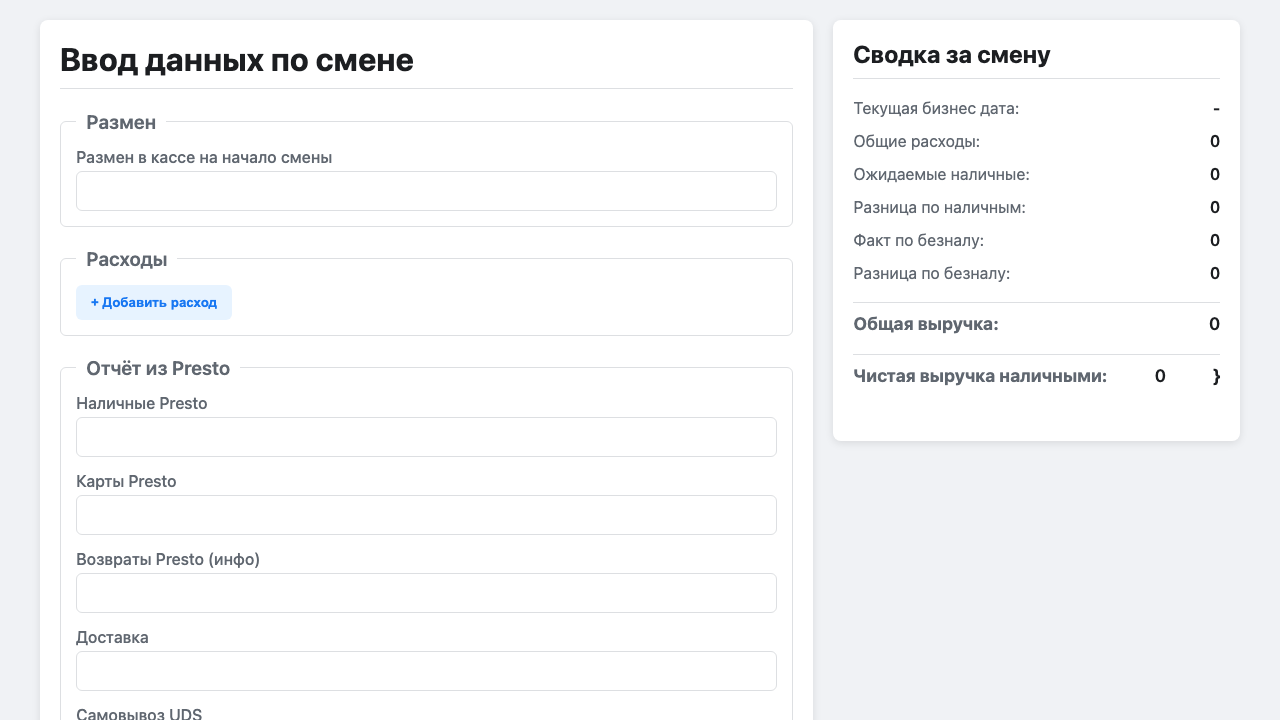 Ввод данных по смене
Размен
Размен в кассе на начало смены
Расходы
+ Добавить расход
Отчёт из Presto
Наличные Presto
Карты Presto
Возвраты Presto (инфо)
Доставка
Самовывоз UDS
Сводка за смену
Текущая бизнес дата: -
Общие расходы: 0
Ожидаемые наличные: 0
Разница по наличным: 0
Факт по безналу: 0
Разница по безналу: 0
Общая выручка: 0
Чистая выручка наличными: 0 }